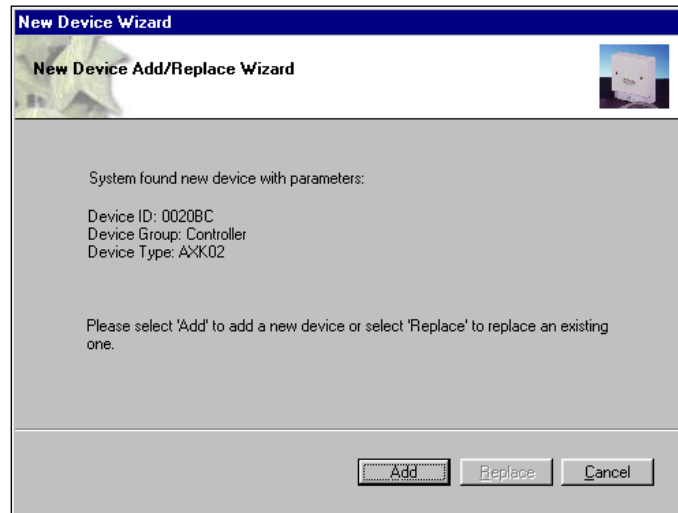 New Device Wizard
New Device Add/Replace Wizard
System found new device with parameters:
Device ID: 0020BC
Device Group: Controller
Device Type: AXK02
Please select 'Add' to add a new device or select 'Replace' to replace an existing
one.
Add Replace Cancel